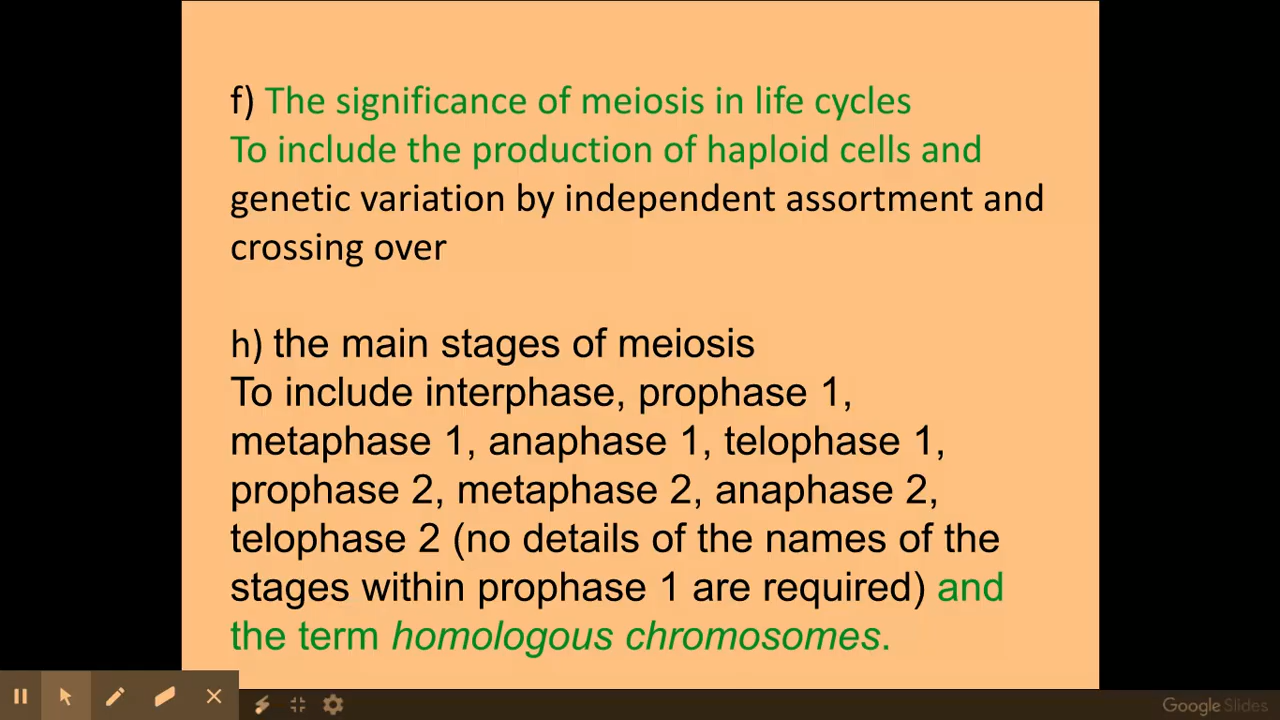 f) The significance of meiosis in life cycles
To include the production of haploid cells and
genetic variation by independent assortment and
crossing over
h) the main stages of meiosis
To include interphase, prophase 1,
metaphase 1, anaphase 1, telophase 1,
prophase 2, metaphase 2, anaphase 2,
telophase 2 (no details of the names of the
stages within prophase 1 are required) and
the term homologous chromosomes.
Google Slides